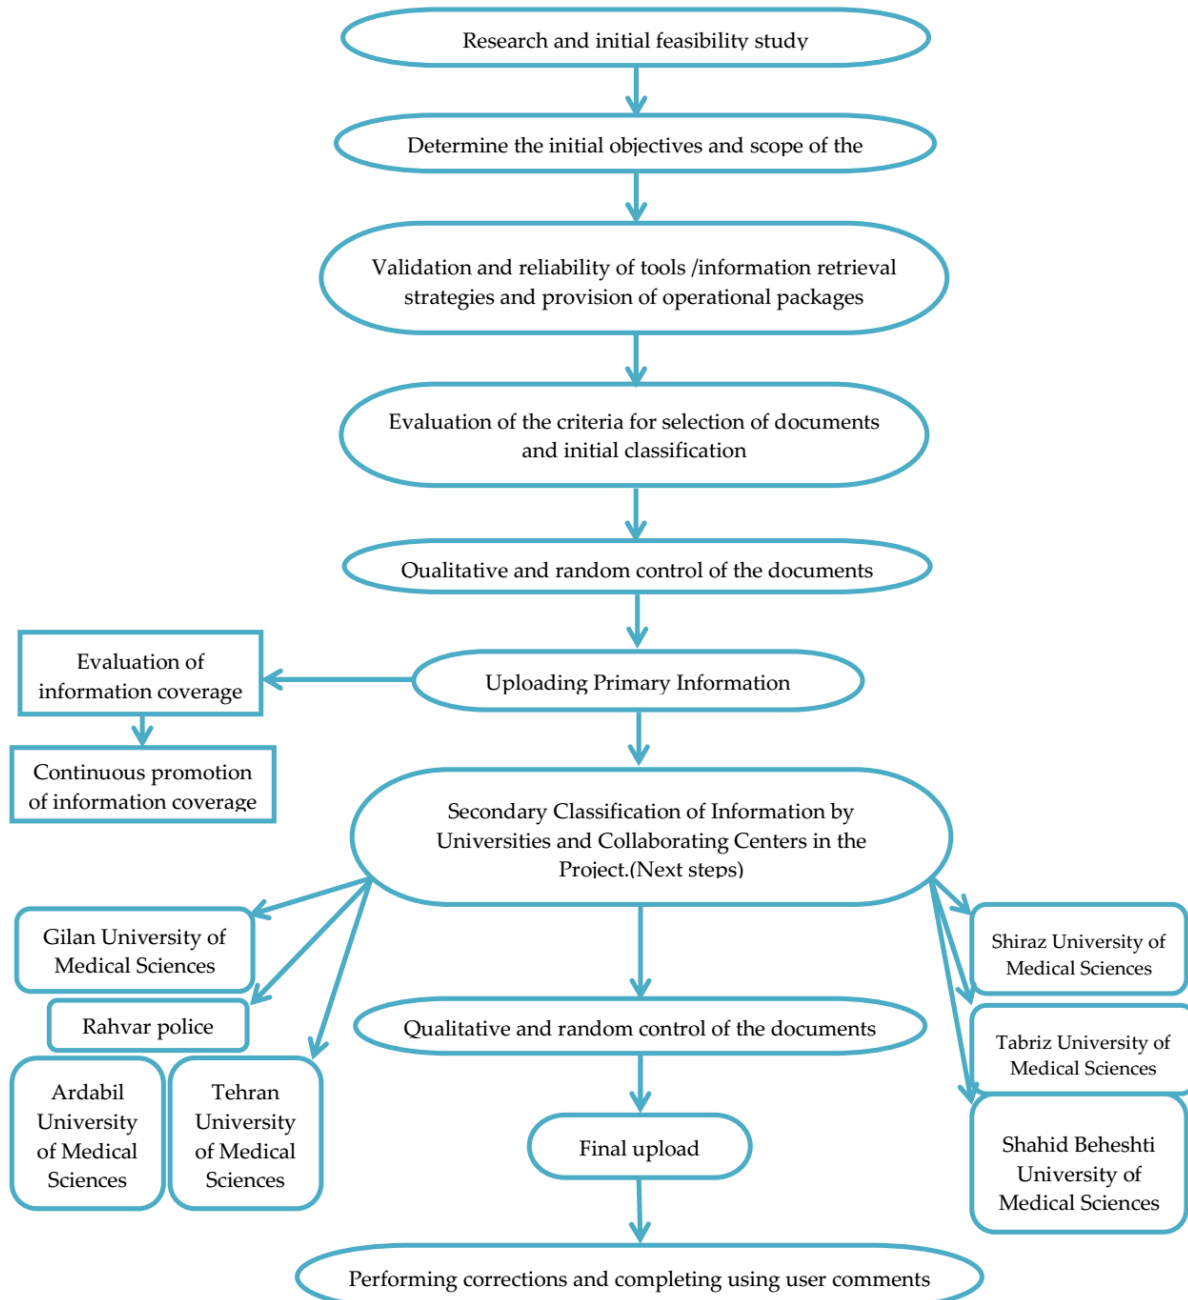 Research and initial feasibility study
Determine the initial objectives and scope of the
Validation and reliability of tools /information retrieval
strategies and provision of operational packages
Evaluation of the criteria for selection of documents
and initial classification
Qualitative and random control of the documents
Evaluation of
information coverage
Uploading Primary Information
Continuous promotion
of information coverage
Secondary Classification of Information by
Universities and Collaborating Centers in the
Project.(Next steps)
Gilan University of
Medical Sciences
Rahvar police
Ardabil
University
of Medical
Sciences
Tehran
University
of Medical
Sciences
Shiraz University of
Medical Sciences
Tabriz University of
Medical Sciences
Shahid Beheshti
University of
Medical Sciences
Qualitative and random control of the documents
Final upload
Performing corrections and completing using user comments